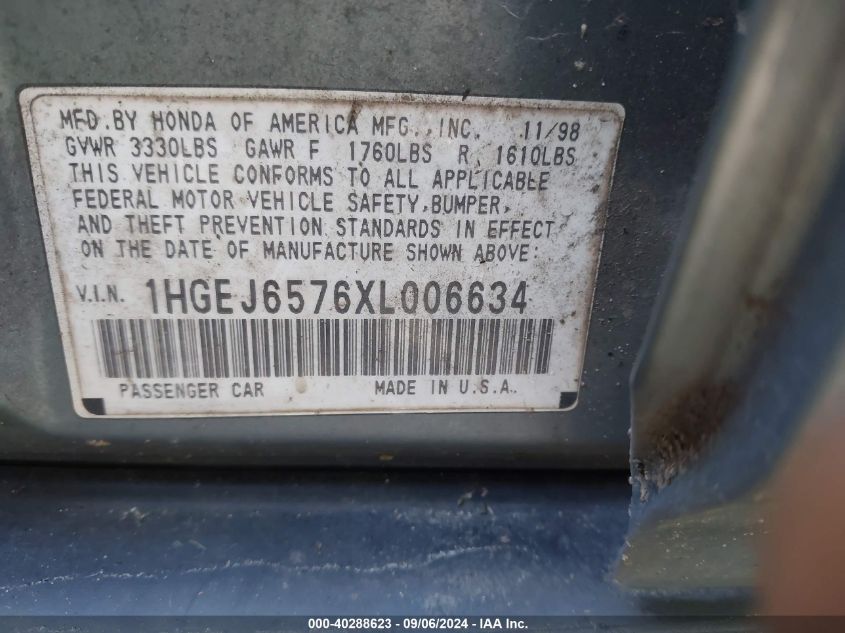 MFD. BY HONDA OF AMERICA MFG., INC. 11/98
GVWR 3330LBS GAWR F 1760LBS R 1610LBS
THIS VEHICLE CONFORMS TO ALL APPLICABLE
FEDERAL MOTOR VEHICLE SAFETY, BUMPER,
AND THEFT PREVENTION STANDARDS IN EFFECT
ON THE DATE OF MANUFACTURE SHOWN ABOVE.
V.I.N. 1HGEJ6576XL006634
PASSENGER CAR MADE IN U.S.A.
000-40288623 - 09/06/2024 - IAA Inc.